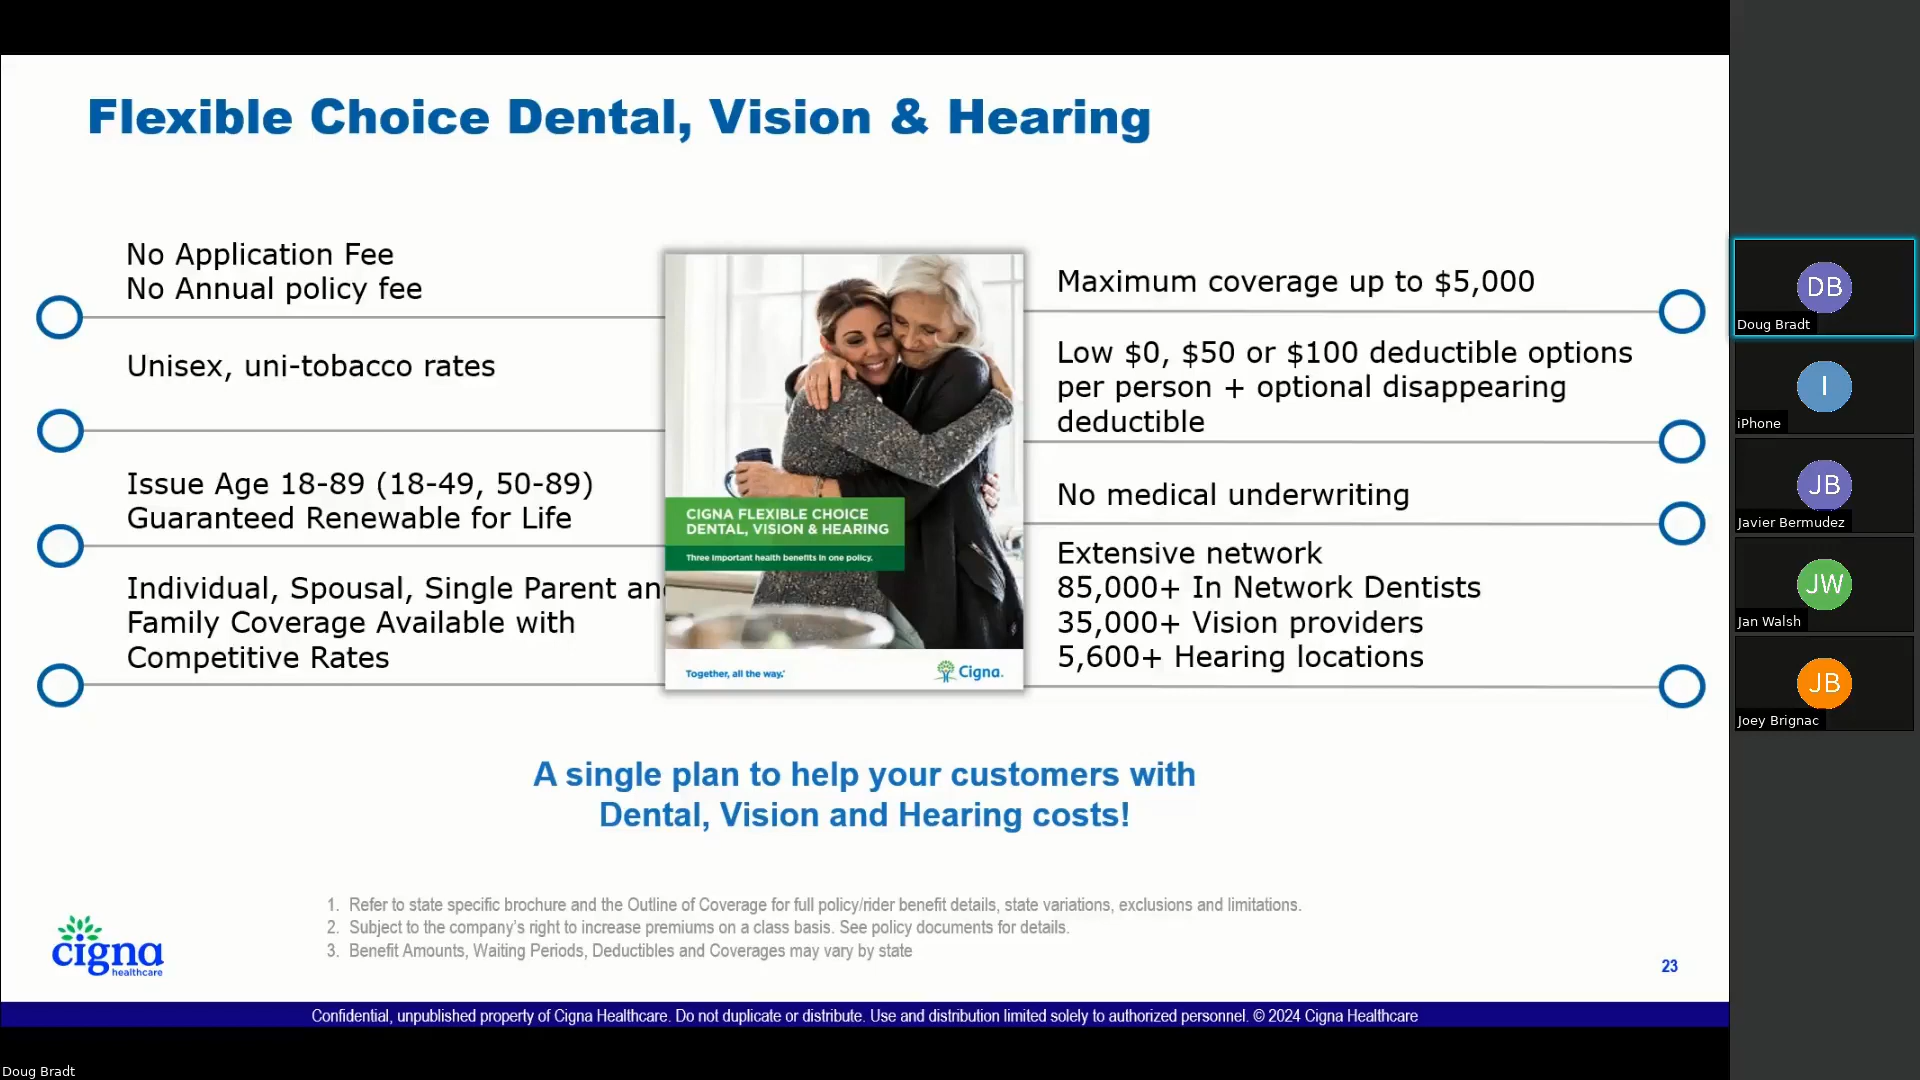 Flexible Choice Dental, Vision & Hearing
No Application Fee
No Annual policy fee
Unisex, uni-tobacco rates
Issue Age 18-89 (18-49, 50-89)
Guaranteed Renewable for Life
Individual, Spousal, Single Parent and
Family Coverage Available with
Competitive Rates
CIGNA FLEXIBLE CHOICE
DENTAL, VISION & HEARING
Three important health benefits in one policy.
Together, all the way.
Cigna.
Maximum coverage up to $5,000
Low $0, $50 or $100 deductible options
per person + optional disappearing
deductible
No medical underwriting
Extensive network
85,000+ In Network Dentists
35,000+ Vision providers
5,600+ Hearing locations
A single plan to help your customers with
Dental, Vision and Hearing costs!
1. Refer to state specific brochure and the Outline of Coverage for full policy/rider benefit details, state variations, exclusions and limitations.
2. Subject to the company's right to increase premiums on a class basis. See policy documents for details.
3. Benefit Amounts, Waiting Periods, Deductibles and Coverages may vary by state
cigna
healthcare
23
Confidential, unpublished property of Cigna Healthcare. Do not duplicate or distribute. Use and distribution limited solely to authorized personnel. © 2024 Cigna Healthcare
Doug Bradt
DB
Doug Bradt
I
iPhone
JB
Javier Bermudez
JW
Jan Walsh
JB
Joey Brignac